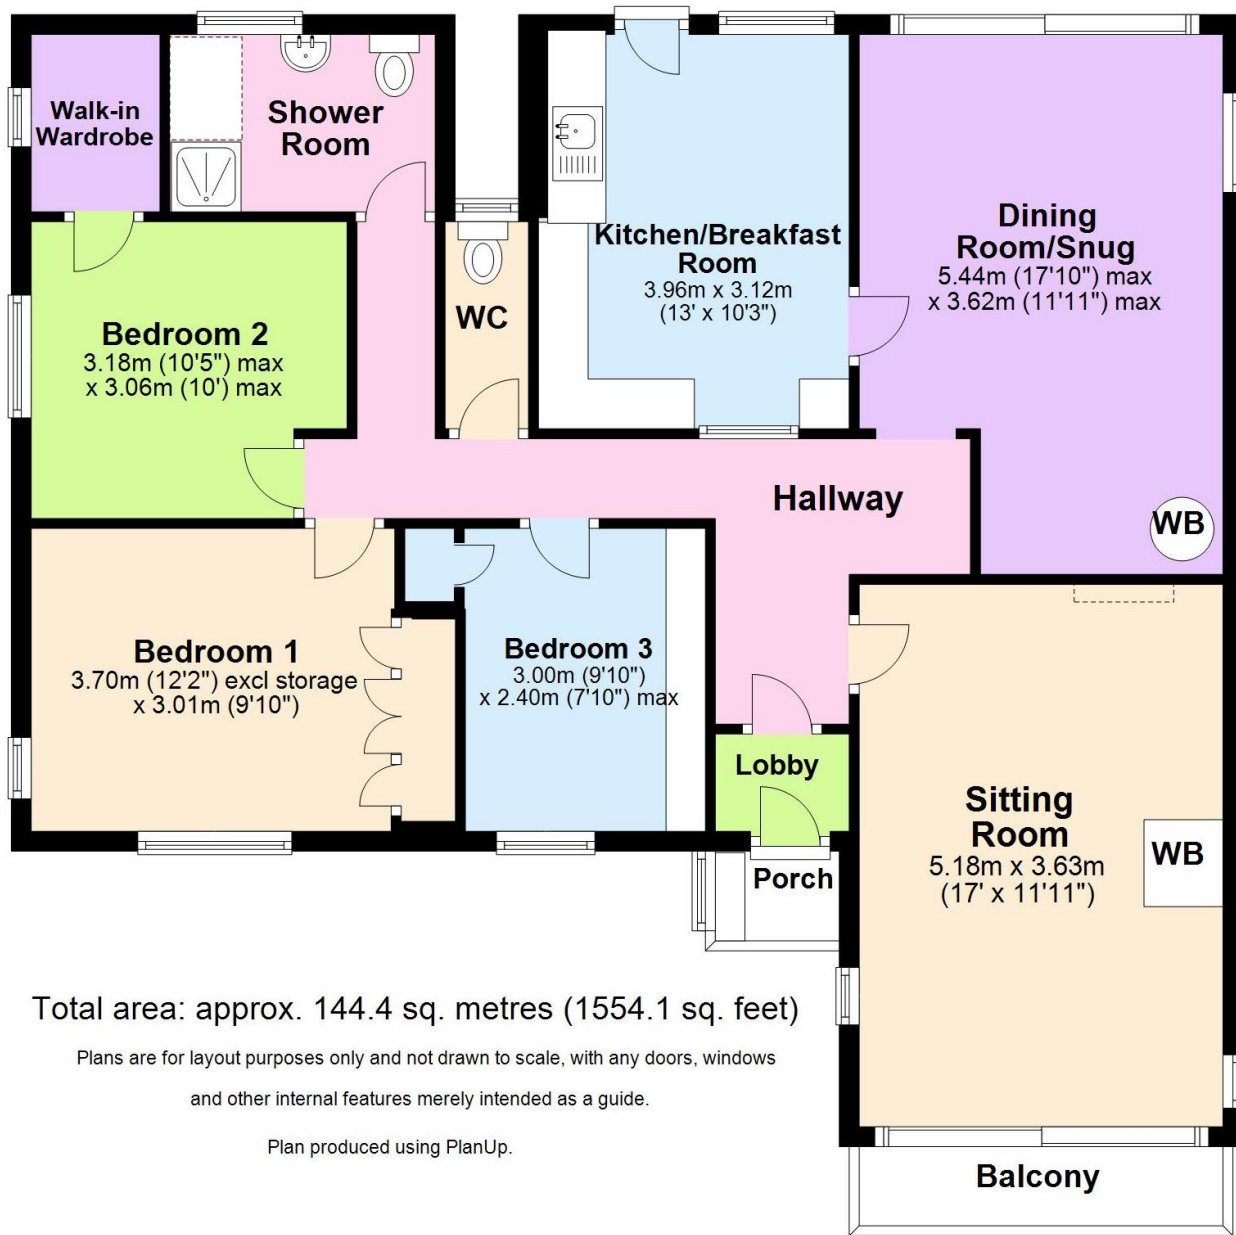 Walk-in
Wardrobe
Shower
Room
Kitchen/Breakfast
Room
3.96m x 3.12m
(13' x 10'3")
Dining
Room/Snug
5.44m (17'10") max
x 3.62m (11'11") max
WC
Bedroom 2
3.18m (10'5") max
x 3.06m (10') max
Hallway
WB
Bedroom 1
3.70m (12'2") excl storage
x 3.01m (9'10")
Bedroom 3
3.00m (9'10")
x 2.40m (7'10") max
Lobby
Porch
Sitting
Room
5.18m x 3.63m
(17' x 11'11")
WB
Balcony
Total area: approx. 144.4 sq. metres (1554.1 sq. feet)
Plans are for layout purposes only and not drawn to scale, with any doors, windows
and other internal features merely intended as a guide.
Plan produced using PlanUp.